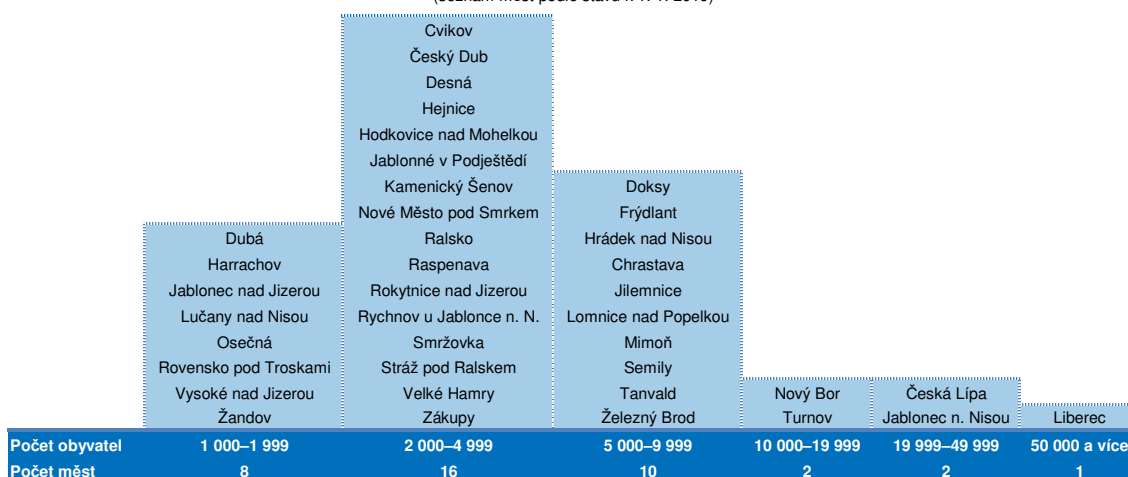 Cvikov
Český Dub
Desná
Hejnice
Hodkovice nad Mohelkou
Jablonné v Podještědí
Kamenický Šenov
Nové Město pod Smrkem
Ralsko
Raspenava
Rokytnice nad Jizerou
Rychnov u Jablonce n. N.
Smržovka
Stráž pod Ralskem
Velké Hamry
Zákupy
Doksy
Frýdlant
Hrádek nad Nisou
Chrastava
Jilemnice
Lomnice nad Popelkou
Mimoň
Semily
Tanvald
Železný Brod
Dubá
Harrachov
Jablonec nad Jizerou
Lučany nad Nisou
Osečná
Rovensko pod Troskami
Vysoké nad Jizerou
Žandov
Nový Bor
Turnov
Česká Lípa
Jablonec n. Nisou
Liberec
Počet obyvatel 1 000–1 999 2 000–4 999 5 000–9 999 10 000–19 999 19 999–49 999 50 000 a více
Počet měst 8 16 10 2 2 1